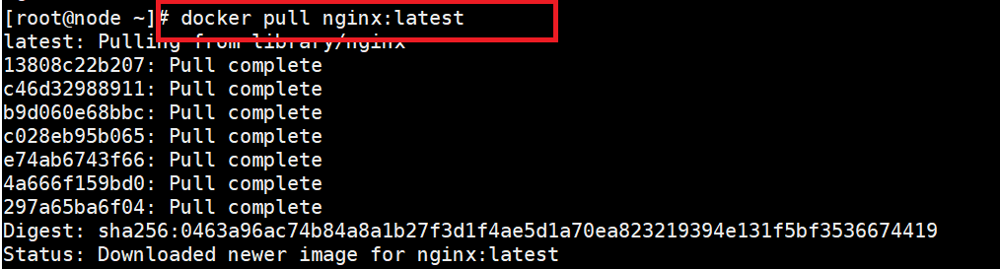 [root@node ~]# docker pull nginx:latest
latest: Pulling from library/nginx
13808c22b207: Pull complete
c46d32988911: Pull complete
b9d060e68bbc: Pull complete
c028eb95b065: Pull complete
e74ab6743f66: Pull complete
4a666f159bd0: Pull complete
297a65ba6f04: Pull complete
Digest: sha256:0463a96ac74b84a8a1b27f3d1f4ae5d1a70ea823219394e131f5bf3536674419
Status: Downloaded newer image for nginx:latest